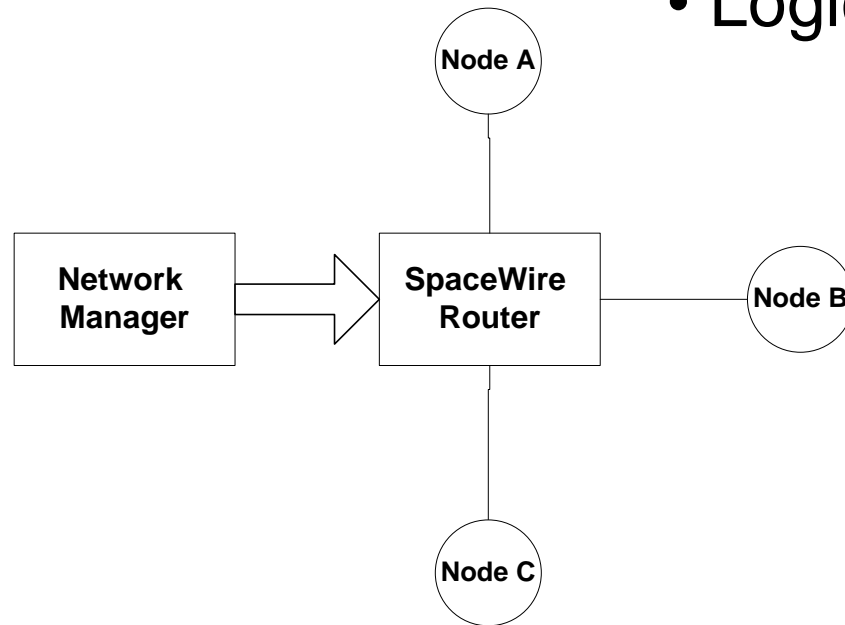 Node A
Network
Manager
SpaceWire
Router
Node B
Node C